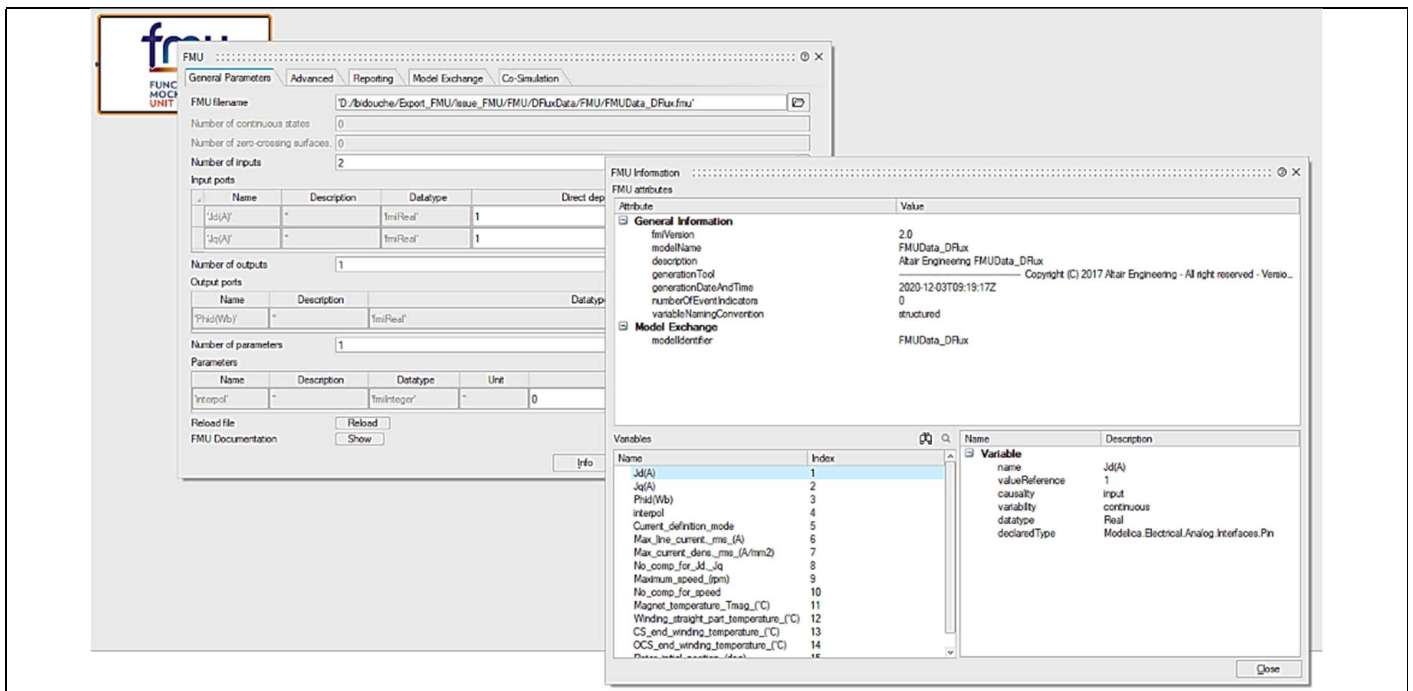 fmu
FUNC
MOCK
UNIT
FMU
General Parameters Advanced Reporting Model Exchange Co-Simulation
FMU filename 'D:/bidouche/Export_FMU/Issue_FMU/FMU/DFluxData/FMU/FMUData_DFlux.fmu'
Number of continuous states 0
Number of zero-crossing surfaces. 0
Number of inputs 2
Input ports
Name Description Datatype Direct dep
'Jd(A)' '' 'fmiReal' 1
'Jq(A)' '' 'fmiReal' 1
Number of outputs 1
Output ports
Name Description Datatype
'Phid(Wb)' '' 'fmiReal'
Number of parameters 1
Parameters
Name Description Datatype Unit
'interpol' '' 'fmiInteger' '' 0
Reload file Reload
FMU Documentation Show
Info
FMU Information
FMU attributes
Attribute Value
General Information
fmiVersion 2.0
modelName FMUData_DFlux
description Altair Engineering FMUData_DFlux
generationTool ---------------------- Copyright (C) 2017 Altair Engineering - All right reserved - Versio...
generationDateAndTime 2020-12-03T09:19:17Z
numberOfEventIndicators 0
variableNamingConvention structured
Model Exchange
modelIdentifier FMUData_DFlux
Variables
Name Index
Jd(A) 1
Jq(A) 2
Phid(Wb) 3
interpol 4
Current_definition_mode 5
Max_line_current,_rms_(A) 6
Max_current_dens._rms_(A/mm2) 7
No_comp_for_Jd,_Jq 8
Maximum_speed_(rpm) 9
No_comp_for_speed 10
Magnet_temperature_Tmag_(°C) 11
Winding_straight_part_temperature_(°C) 12
CS_end_winding_temperature_(°C) 13
OCS_end_winding_temperature_(°C) 14
Name Description
Variable
name Jd(A)
valueReference 1
causality input
variability continuous
datatype Real
declaredType Modelica.Electrical.Analog.Interfaces.Pin
Close